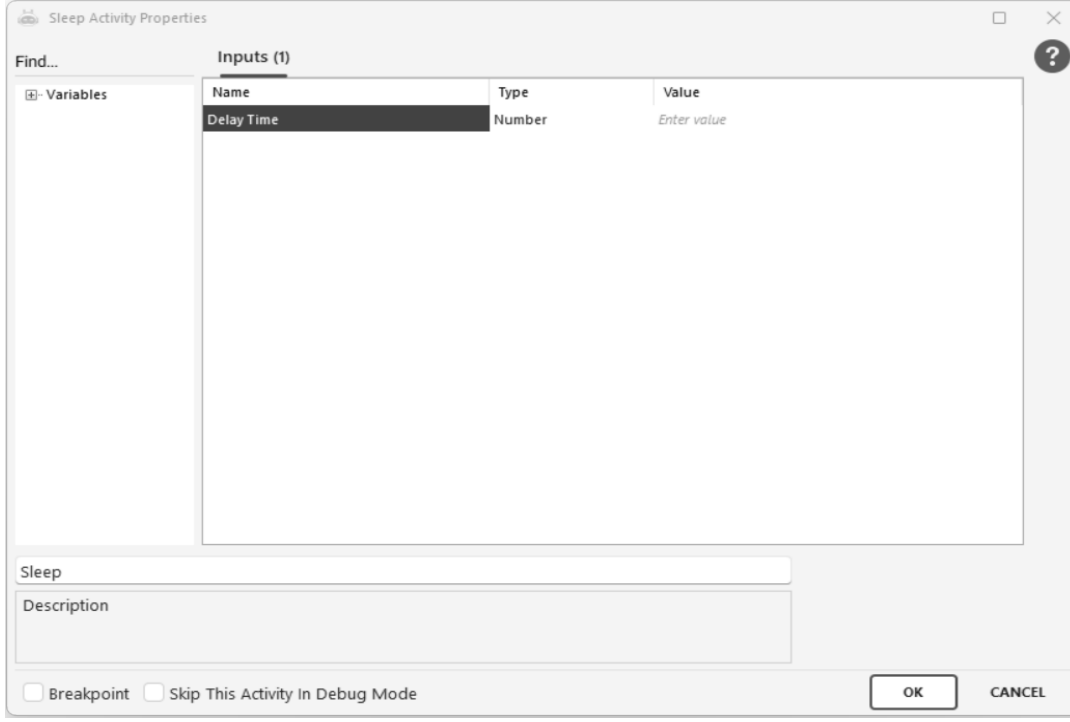 Sleep Activity Properties
Find...
Inputs (1)
?
Variables
Name Type Value
Delay Time Number Enter value
Sleep
Description
Breakpoint Skip This Activity In Debug Mode OK CANCEL